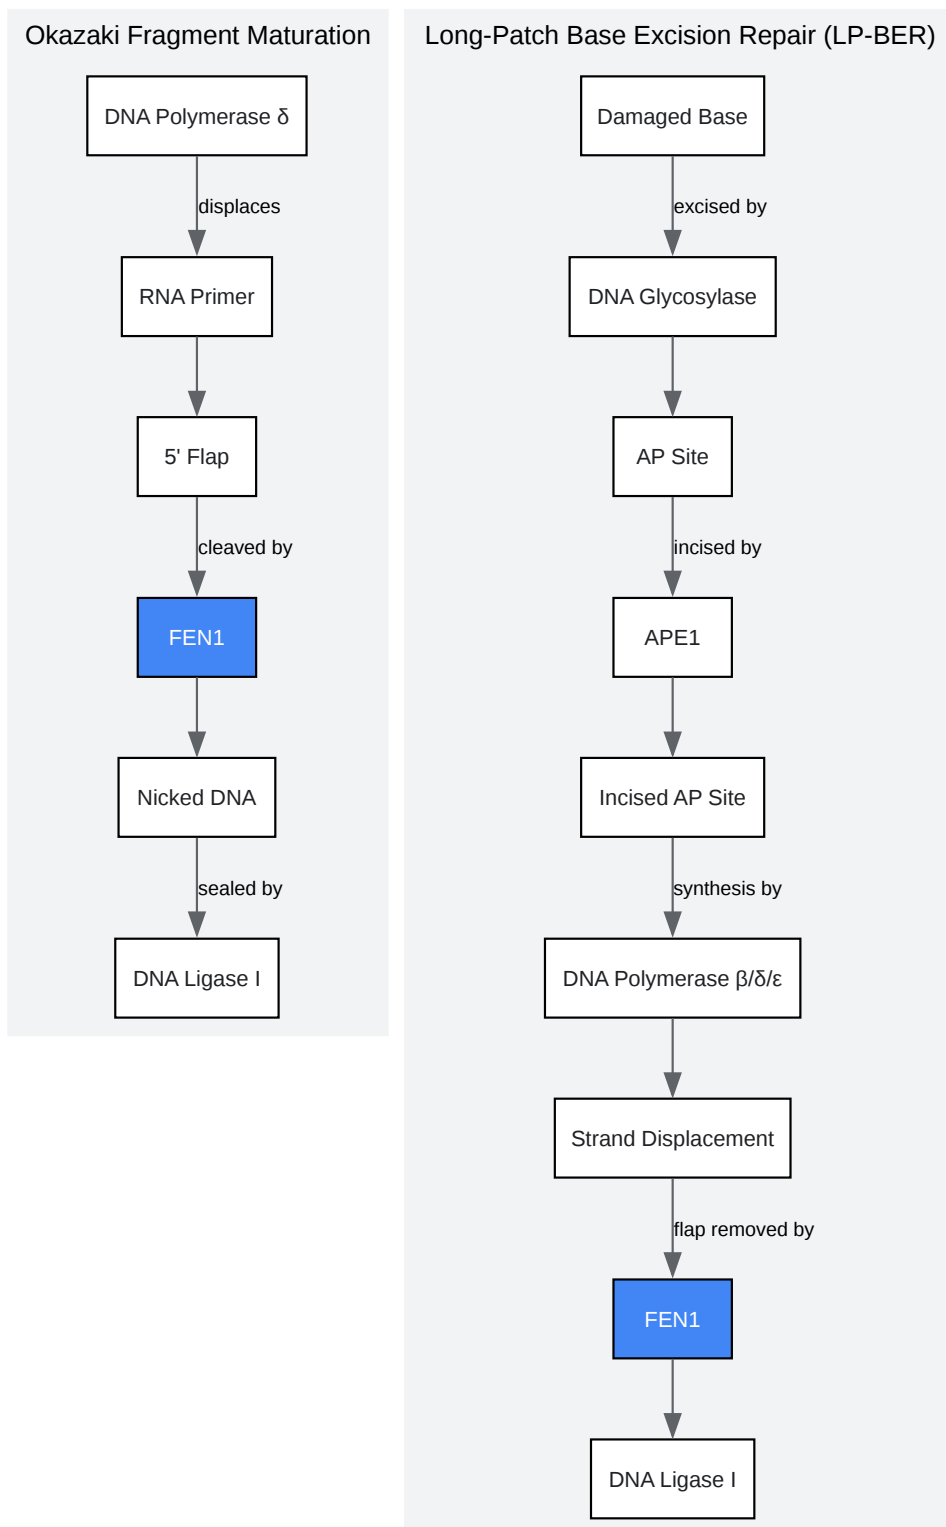 Okazaki Fragment Maturation
DNA Polymerase δ
displaces
RNA Primer
5' Flap
cleaved by
FEN1
Nicked DNA
sealed by
DNA Ligase I
Long-Patch Base Excision Repair (LP-BER)
Damaged Base
excised by
DNA Glycosylase
AP Site
incised by
APE1
Incised AP Site
synthesis by
DNA Polymerase β/δ/ε
Strand Displacement
flap removed by
FEN1
DNA Ligase I